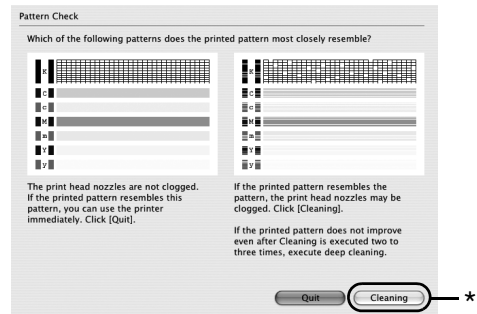 Pattern Check
Which of the following patterns does the printed pattern most closely resemble?
K
C
c
M
m
Y
y
K
C
c
M
m
Y
y
The print head nozzles are not clogged.
If the printed pattern resembles this
pattern, you can use the printer
immediately. Click [Quit].
If the printed pattern resembles the
pattern, the print head nozzles may be
clogged. Click [Cleaning].
If the printed pattern does not improve
even after Cleaning is executed two to
three times, execute deep cleaning.
Quit
Cleaning
*